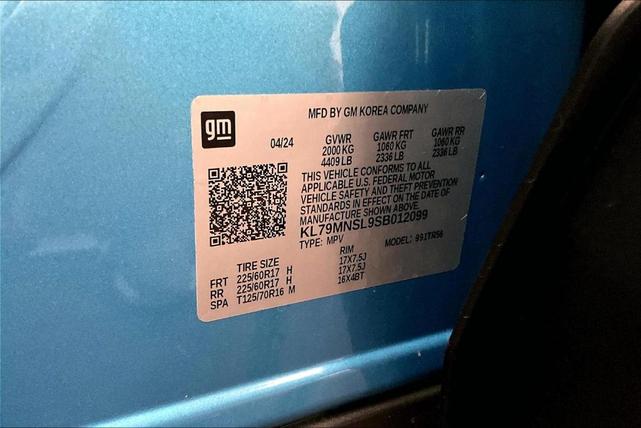 gm
MFD BY GM KOREA COMPANY
04/24 GVWR GAWR FRT GAWR RR
2000 KG 1060 KG 1060 KG
4409 LB 2336 LB 2336 LB
THIS VEHICLE CONFORMS TO ALL
APPLICABLE U.S. FEDERAL MOTOR
VEHICLE SAFETY AND THEFT PREVENTION
STANDARDS IN EFFECT ON THE DATE OF
MANUFACTURE SHOWN ABOVE.
KL79MNSL9SB012099
TYPE: MPV MODEL: 991TR56
TIRE SIZE RIM
FRT 225/60R17 H 17X7.5J
RR 225/60R17 H 17X7.5J
SPA T125/70R16 M 16X4BT